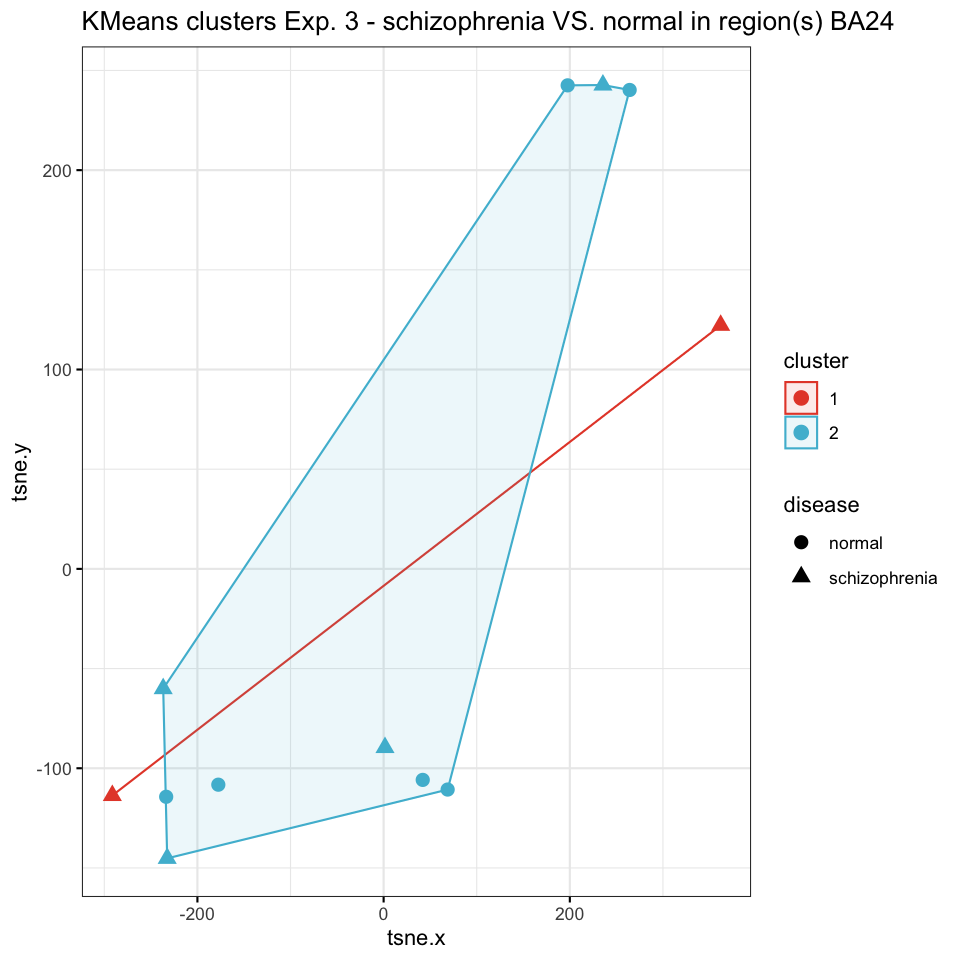 KMeans clusters Exp. 3 - schizophrenia VS. normal in region(s) BA24
200
100
0
-100
tsne.y
-200
0
200
tsne.x
cluster
1
2
disease
normal
schizophrenia